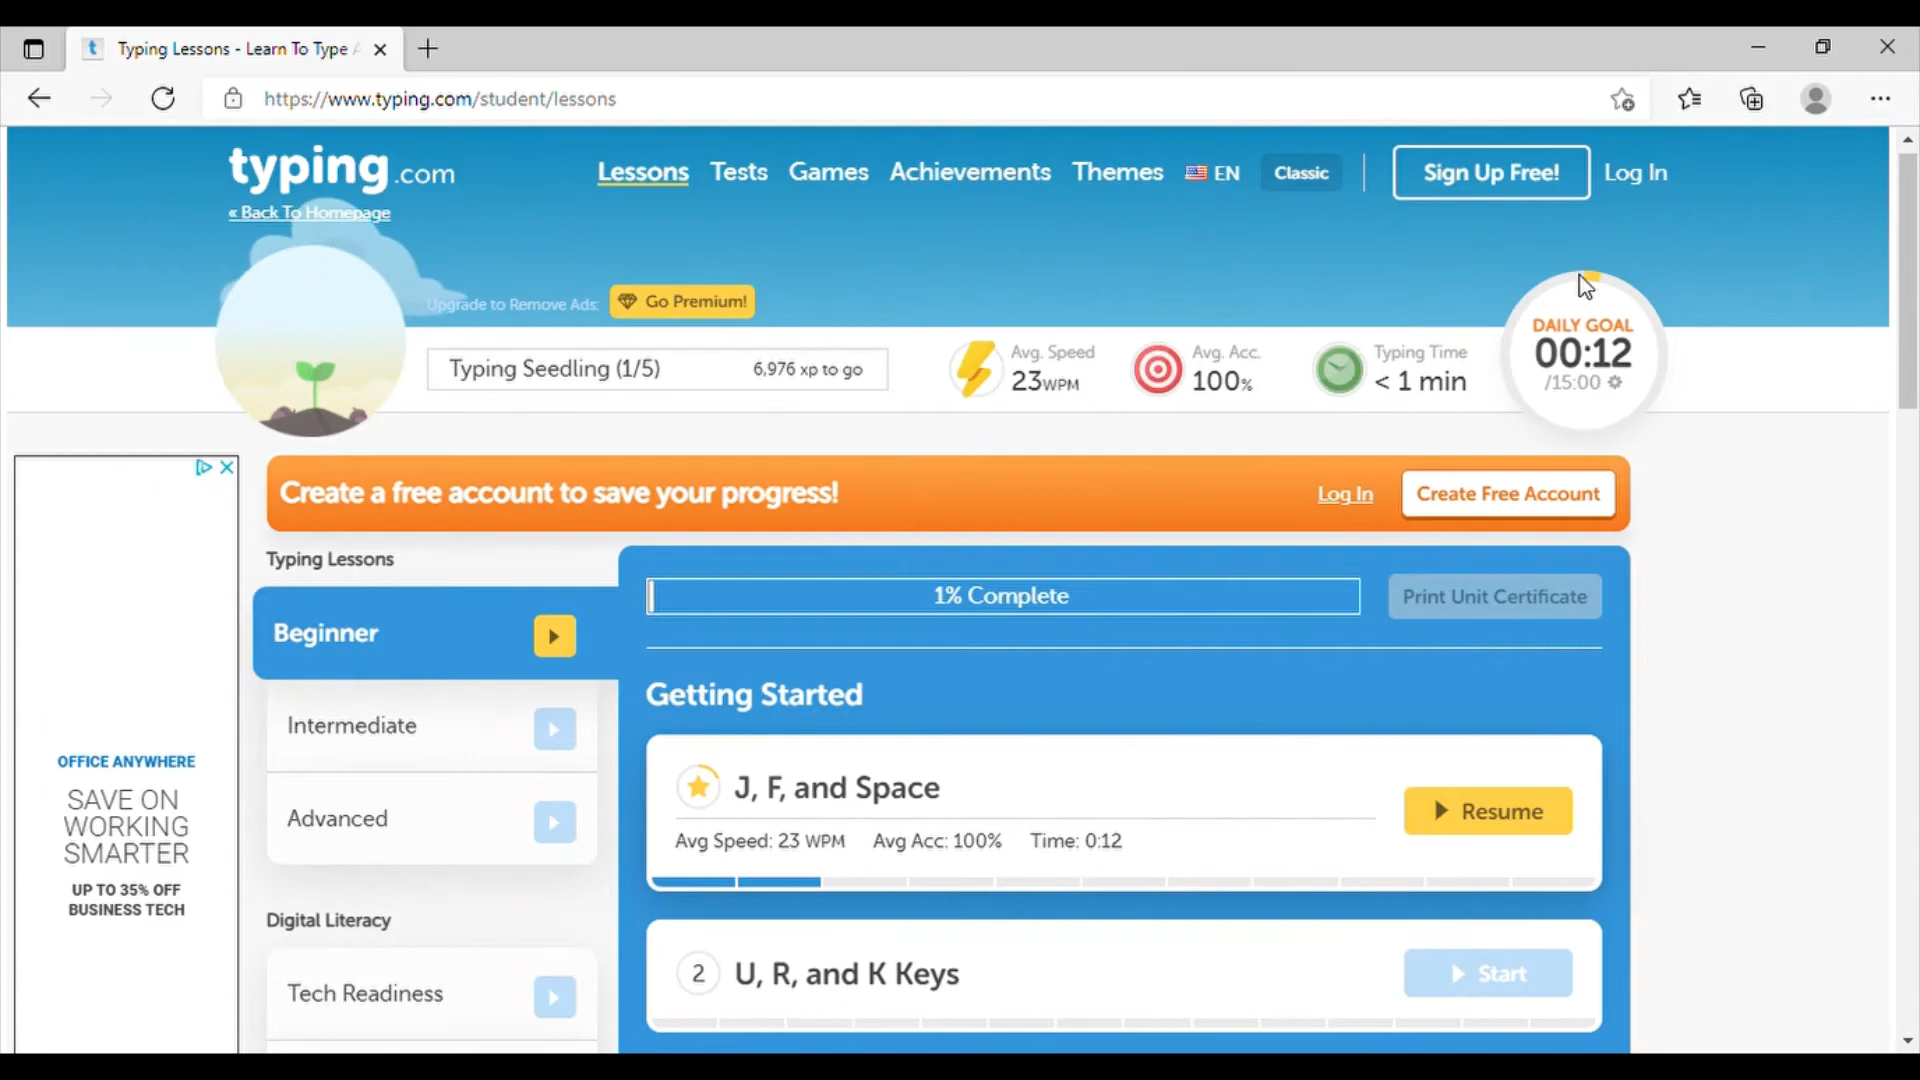 Typing Lessons - Learn To Type
https://www.typing.com/student/lessons
typing.com
« Back To Homepage
Lessons Tests Games Achievements Themes EN Classic Sign Up Free! Log In
Upgrade to Remove Ads: Go Premium!
Typing Seedling (1/5) 6,976 xp to go
Avg. Speed
23 WPM
Avg. Acc.
100%
Typing Time
< 1 min
DAILY GOAL
00:12
/15:00
Create a free account to save your progress! Log In Create Free Account
Typing Lessons
Beginner
Intermediate
Advanced
Digital Literacy
Tech Readiness
1% Complete Print Unit Certificate
Getting Started
J, F, and Space
Avg Speed: 23 WPM Avg Acc: 100% Time: 0:12
Resume
2 U, R, and K Keys
Start
OFFICE ANYWHERE
SAVE ON
WORKING
SMARTER
UP TO 35% OFF
BUSINESS TECH